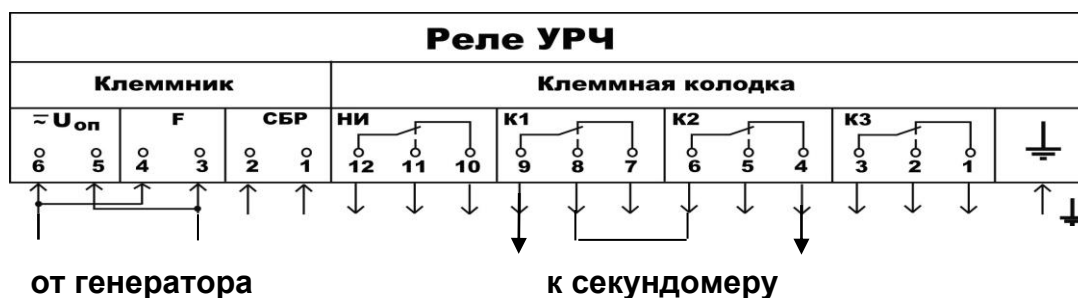 Реле УРЧ
Клеммник Клеммная колодка
≂ Uоп F СБР НИ К1 К2 К3
6 5 4 3 2 1 12 11 10 9 8 7 6 5 4 3 2 1
от генератора к секундомеру